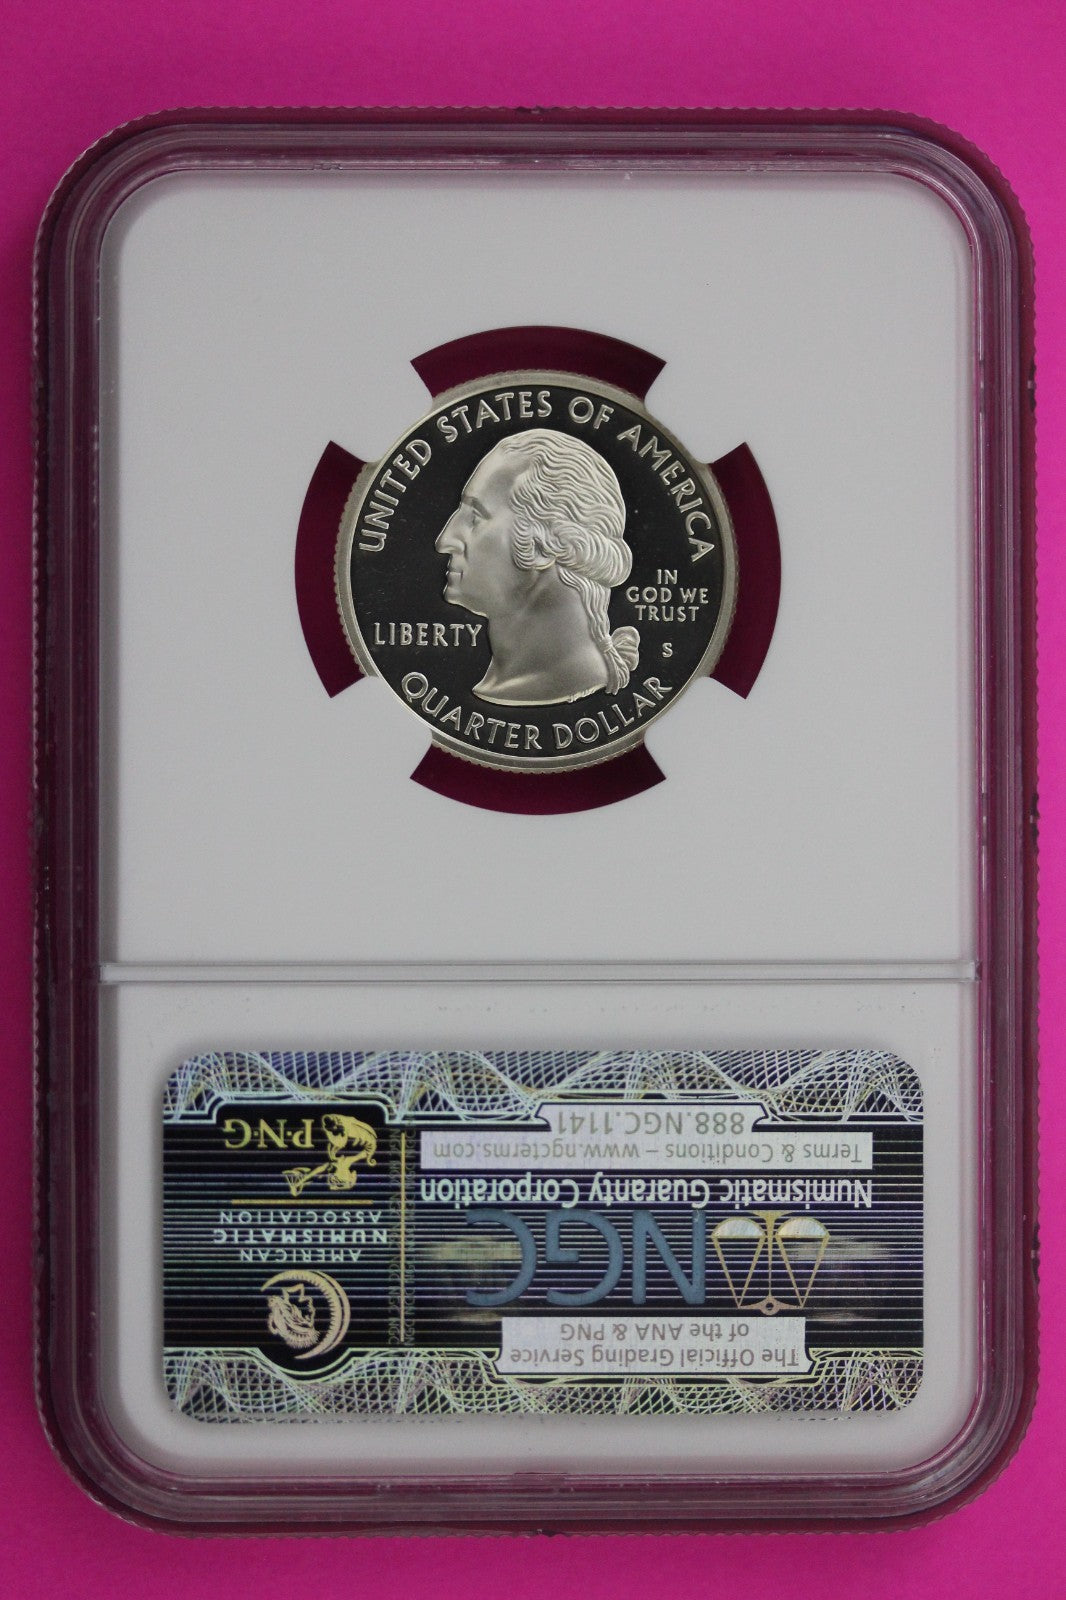 UNITED STATES OF AMERICA
IN
GOD WE
TRUST
LIBERTY
S
QUARTER DOLLAR
The Official Grading Service
of the ANA & PNG
NGC
Numismatic Guaranty Corporation
Terms & Conditions – www.ngcterms.com
888.NGC.1141
AMERICAN
NUMISMATIC
ASSOCIATION
P·N·G